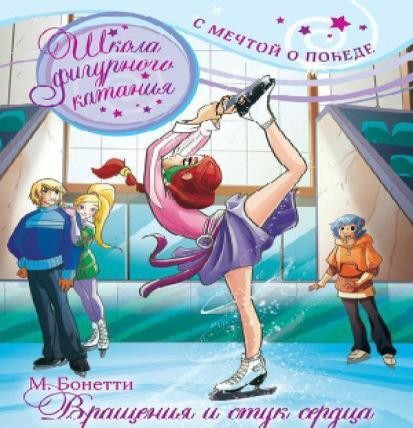 С МЕЧТОЙ О ПОБЕДЕ
Школа
фигурного
катания
М. Бонетти
Вращения и стук сердца